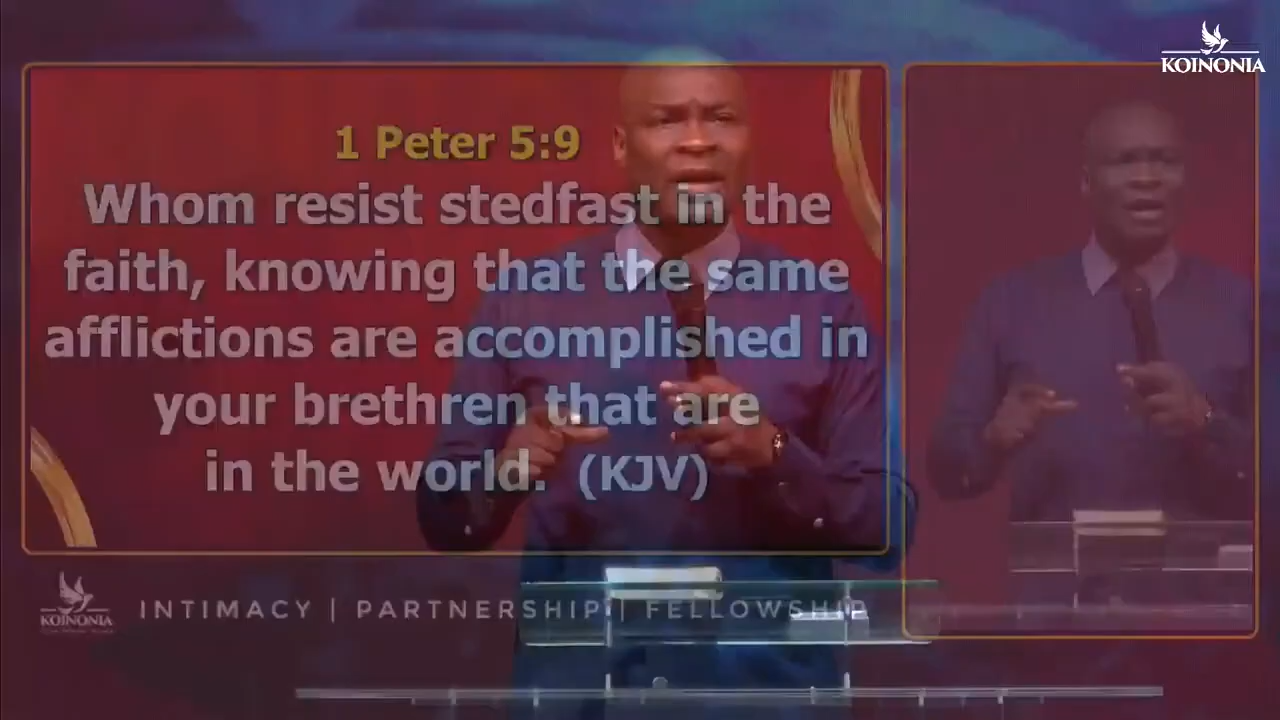 KOINONIA
1 Peter 5:9
Whom resist stedfast in the
faith, knowing that the same
afflictions are accomplished in
your brethren that are
in the world. (KJV)
KOINONIA
INTIMACY | PARTNERSHIP | FELLOWSHIP